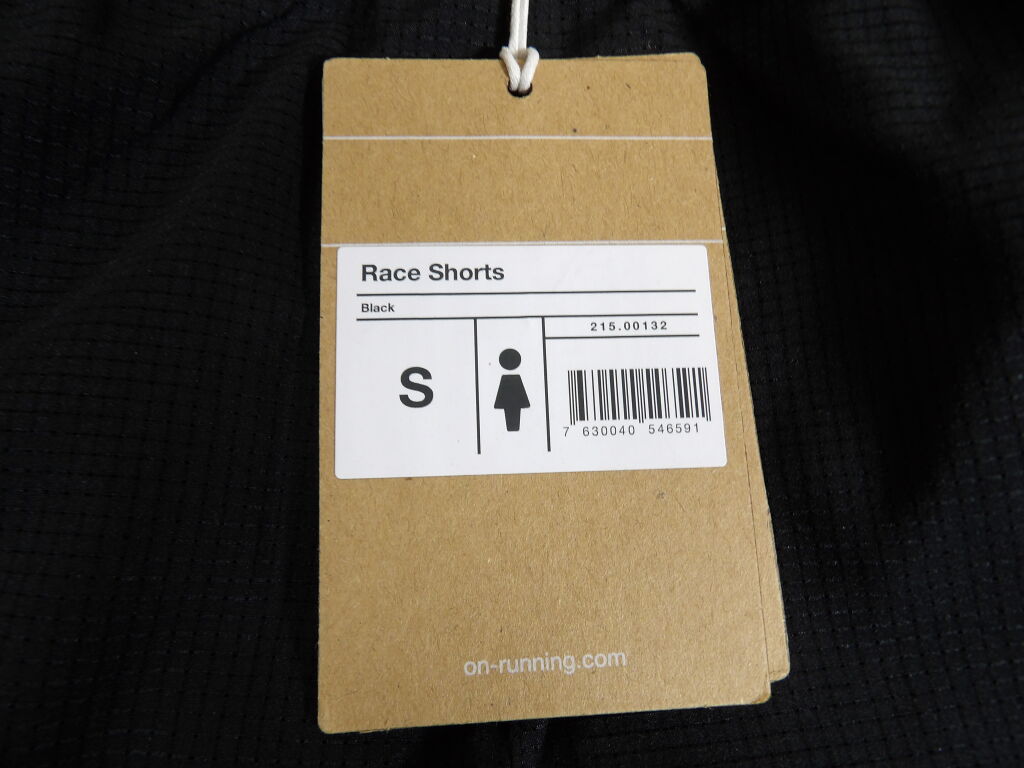 Race Shorts
Black
215.00132
S
7 630040 546591
on-running.com